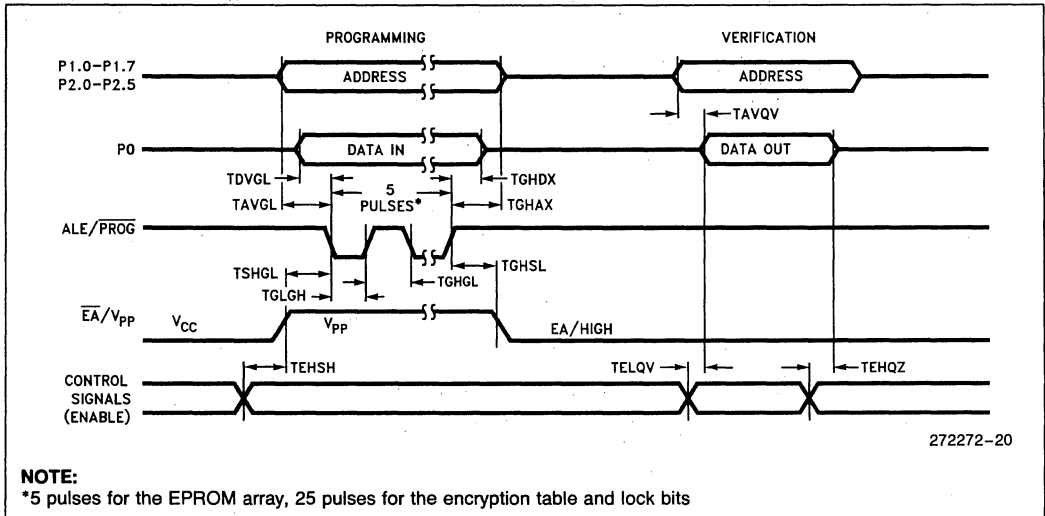 PROGRAMMING VERIFICATION
P1.0–P1.7
P2.0–P2.5
ADDRESS ADDRESS
TAVQV
P0 DATA IN DATA OUT
TDVGL TGHDX
5
PULSES*
TAVGL TGHAX
ALE/PROG
TSHGL TGHSL
TGLGH TGHGL
EA/VPP VCC VPP EA/HIGH
TEHSH TELQV TEHQZ
CONTROL
SIGNALS
(ENABLE)
272272–20
NOTE:
*5 pulses for the EPROM array, 25 pulses for the encryption table and lock bits